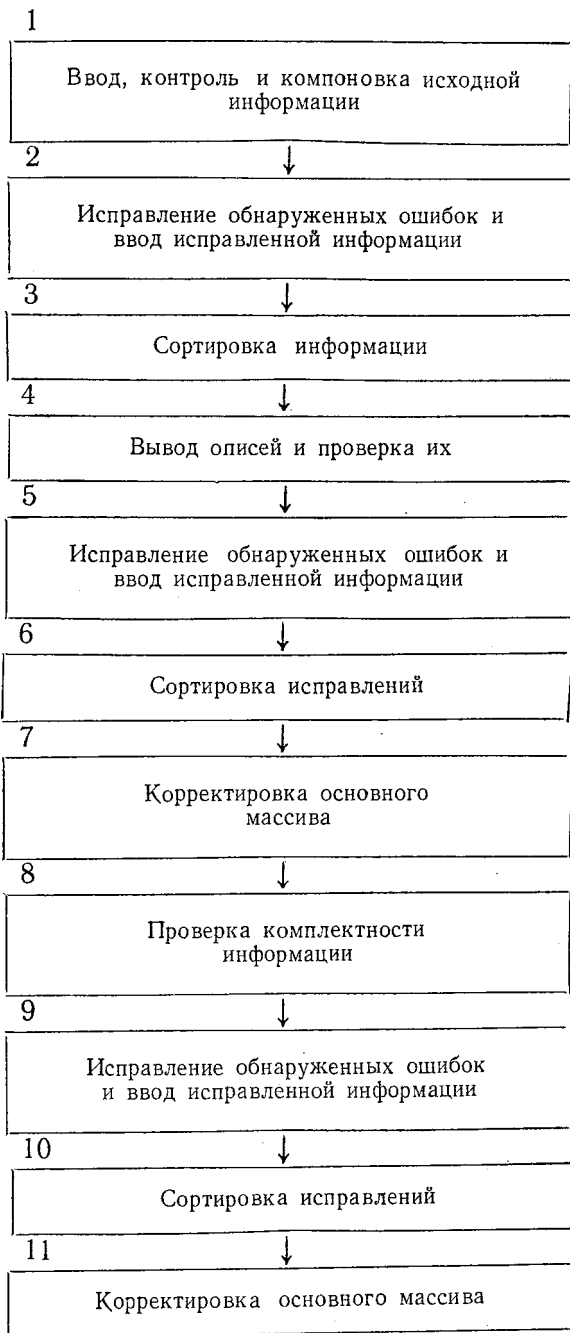 1
Ввод, контроль и компоновка исходной
информации
2
Исправление обнаруженных ошибок и
ввод исправленной информации
3
Сортировка информации
4
Вывод описей и проверка их
5
Исправление обнаруженных ошибок и
ввод исправленной информации
6
Сортировка исправлений
7
Корректировка основного
массива
8
Проверка комплектности
информации
9
Исправление обнаруженных ошибок
и ввод исправленной информации
10
Сортировка исправлений
11
Корректировка основного массива